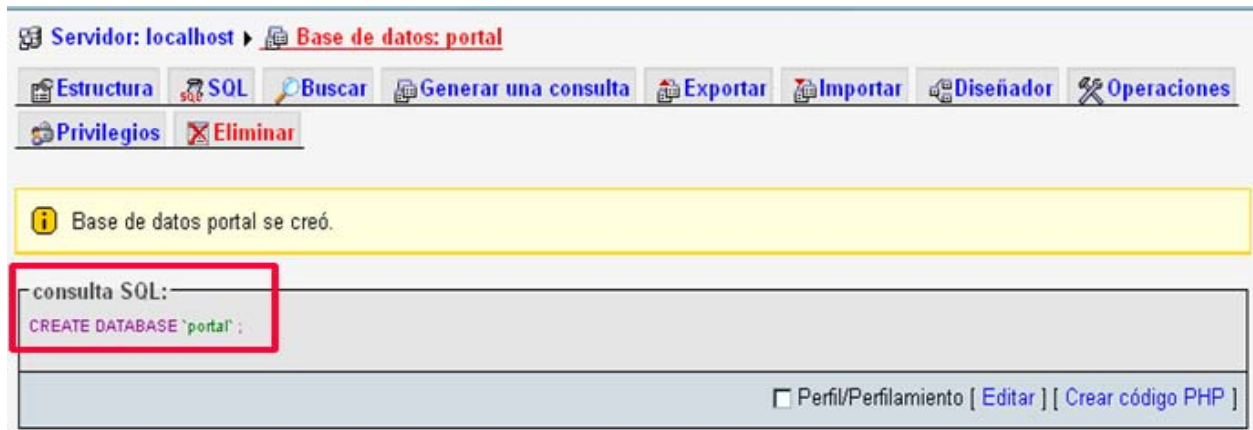 Servidor: localhost ▸ Base de datos: portal
Estructura SQL Buscar Generar una consulta Exportar Importar Diseñador Operaciones
Privilegios Eliminar
Base de datos portal se creó.
consulta SQL:
CREATE DATABASE `portal` ;
Perfil/Perfilamiento [ Editar ] [ Crear código PHP ]